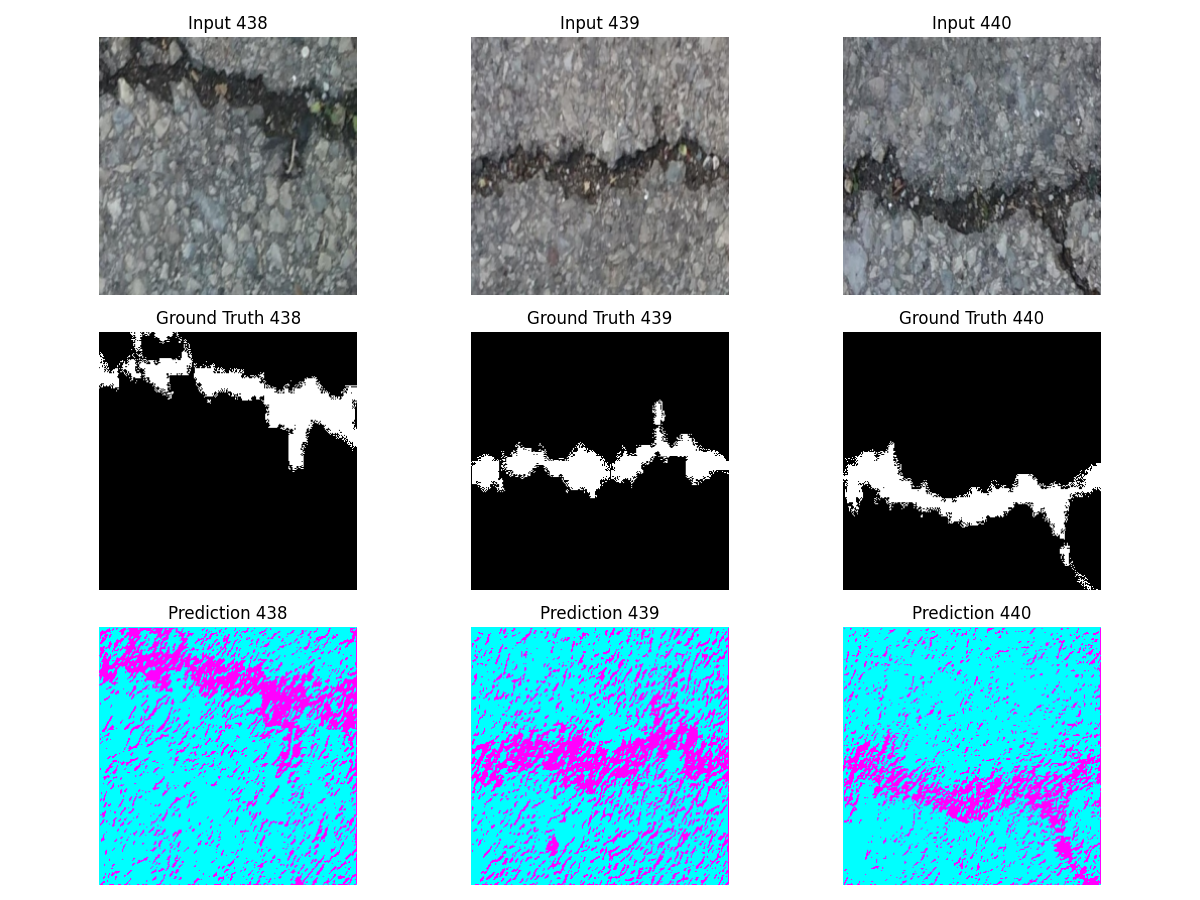 Input 438
Input 439
Input 440
Ground Truth 438
Ground Truth 439
Ground Truth 440
Prediction 438
Prediction 439
Prediction 440